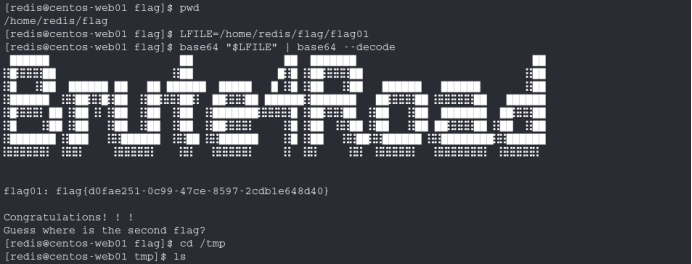 [redis@centos-web01 flag]$ pwd
/home/redis/flag
[redis@centos-web01 flag]$ LFILE=/home/redis/flag/flag01
[redis@centos-web01 flag]$ base64 "$LFILE" | base64 --decode
Brute4Road
flag01: flag{d0fae251-0c99-47ce-8597-2cdb1e648d40}
Congratulations! ! !
Guess where is the second flag?
[redis@centos-web01 flag]$ cd /tmp
[redis@centos-web01 tmp]$ ls